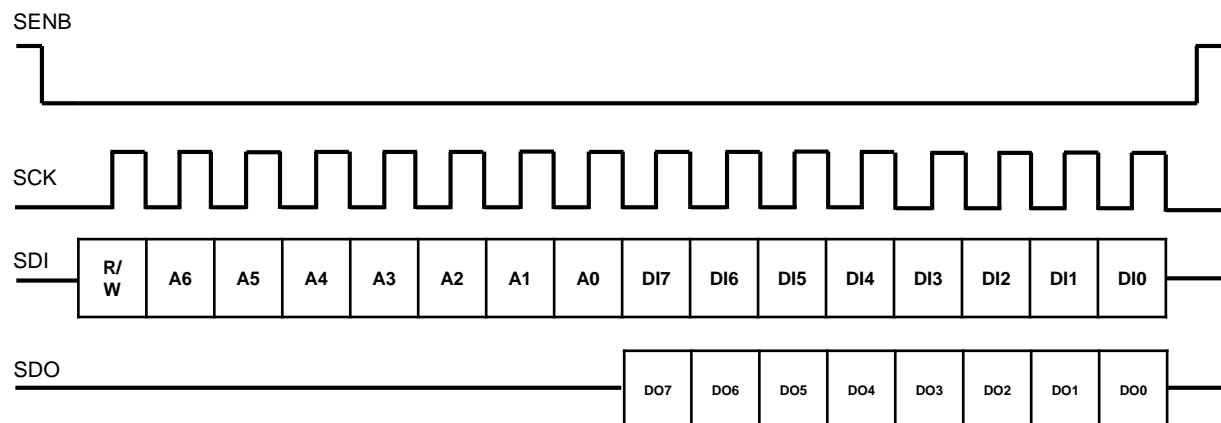 SENB
SCK
SDI R/ W A6 A5 A4 A3 A2 A1 A0 DI7 DI6 DI5 DI4 DI3 DI2 DI1 DI0
SDO DO7 DO6 DO5 DO4 DO3 DO2 DO1 DO0